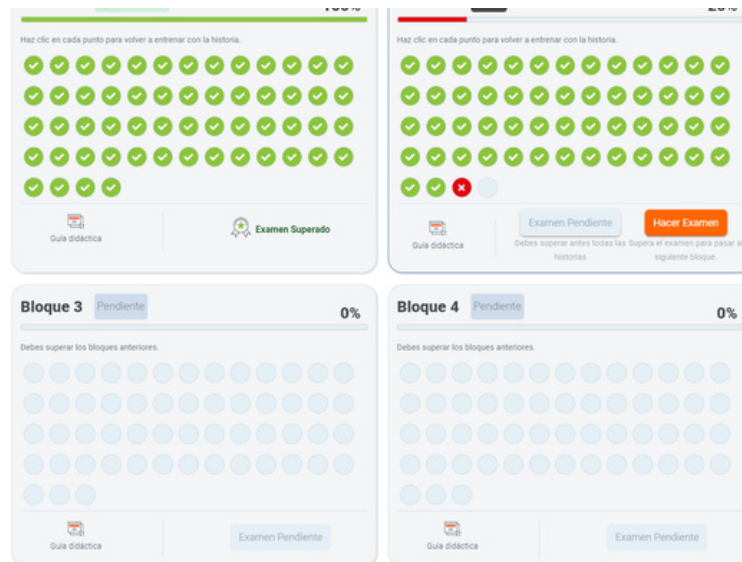 Haz clic en cada punto para volver a entrenar con la historia.
Guía didáctica
Examen Superado
Haz clic en cada punto para volver a entrenar con la historia.
Guía didáctica
Examen Pendiente
Debes superar antes todas las
historias
Hacer Examen
Supera el examen para pasar al
siguiente bloque.
Bloque 3 Pendiente 0%
Debes superar los bloques anteriores.
Guía didáctica
Examen Pendiente
Bloque 4 Pendiente 0%
Debes superar los bloques anteriores.
Guía didáctica
Examen Pendiente